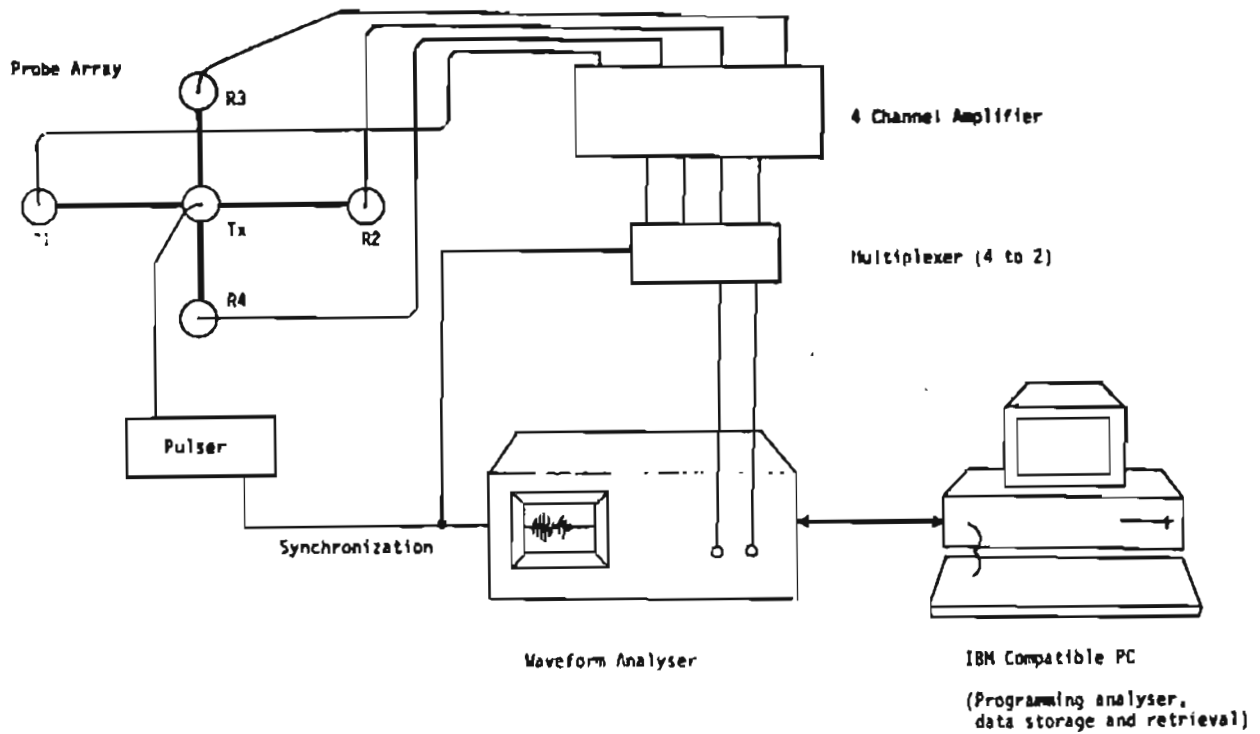 Probe Array
R3
4 Channel Amplifier
Tx
R2
Multiplexer (4 to 2)
R4
Pulser
Synchronization
Waveform Analyser
IBM Compatible PC
(Programming analyser,
data storage and retrieval)